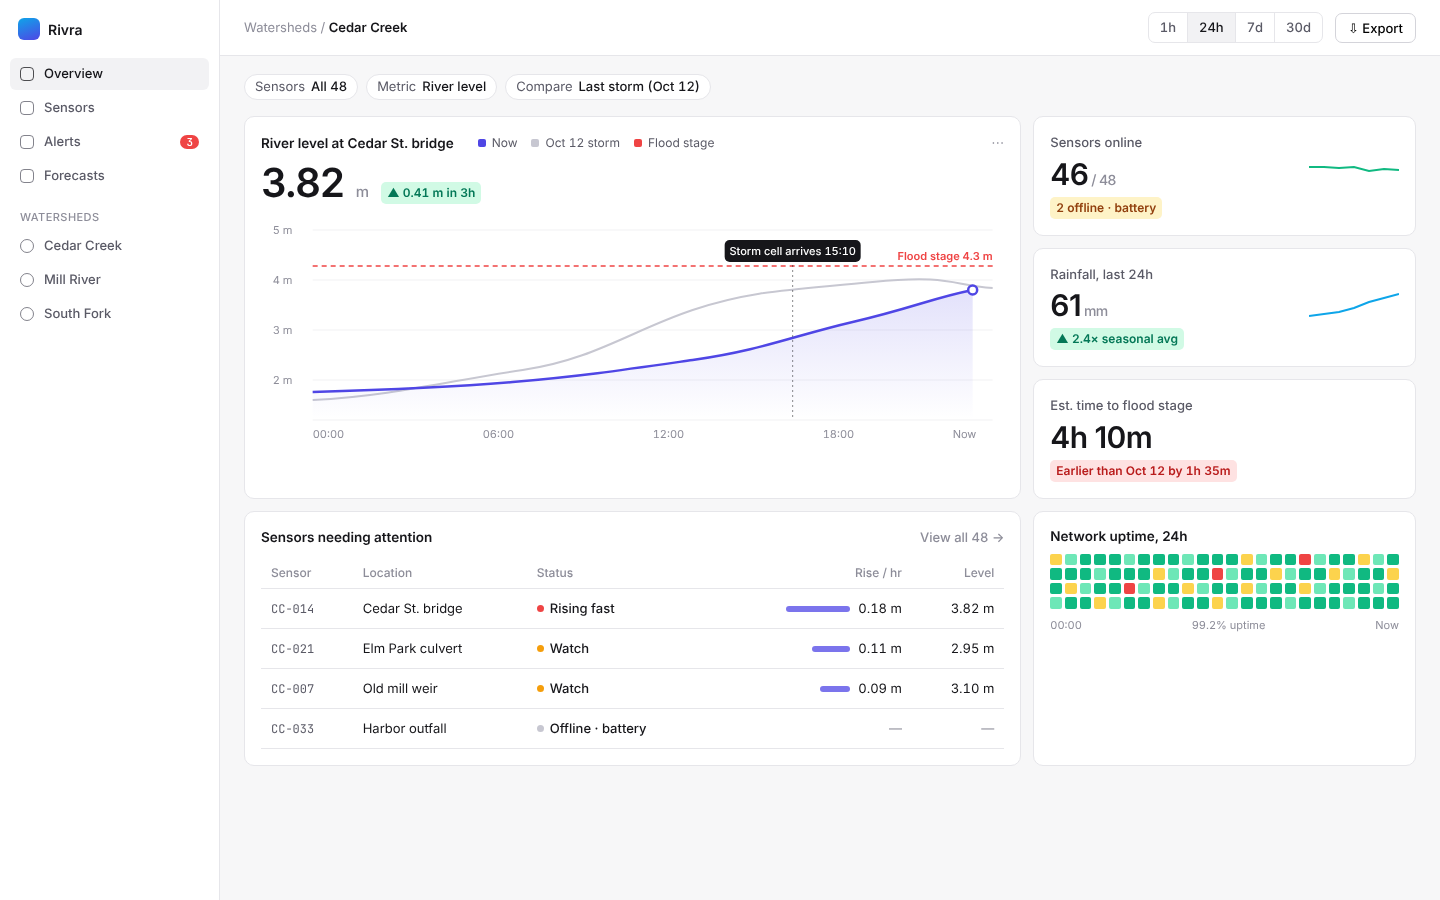 Rivra
Overview
Sensors
Alerts 3
Forecasts
WATERSHEDS
Cedar Creek
Mill River
South Fork
Watersheds / Cedar Creek
1h 24h 7d 30d
⇩ Export
Sensors All 48
Metric River level
Compare Last storm (Oct 12)
River level at Cedar St. bridge
Now Oct 12 storm Flood stage
···
3.82 m
▲ 0.41 m in 3h
5 m
4 m
3 m
2 m
Storm cell arrives 15:10
Flood stage 4.3 m
00:00 06:00 12:00 18:00 Now
Sensors online
46 / 48
2 offline · battery
Rainfall, last 24h
61 mm
▲ 2.4× seasonal avg
Est. time to flood stage
4h 10m
Earlier than Oct 12 by 1h 35m
Sensors needing attention
View all 48 →
Sensor Location Status Rise / hr Level
CC-014 Cedar St. bridge Rising fast 0.18 m 3.82 m
CC-021 Elm Park culvert Watch 0.11 m 2.95 m
CC-007 Old mill weir Watch 0.09 m 3.10 m
CC-033 Harbor outfall Offline · battery — —
Network uptime, 24h
00:00 99.2% uptime Now